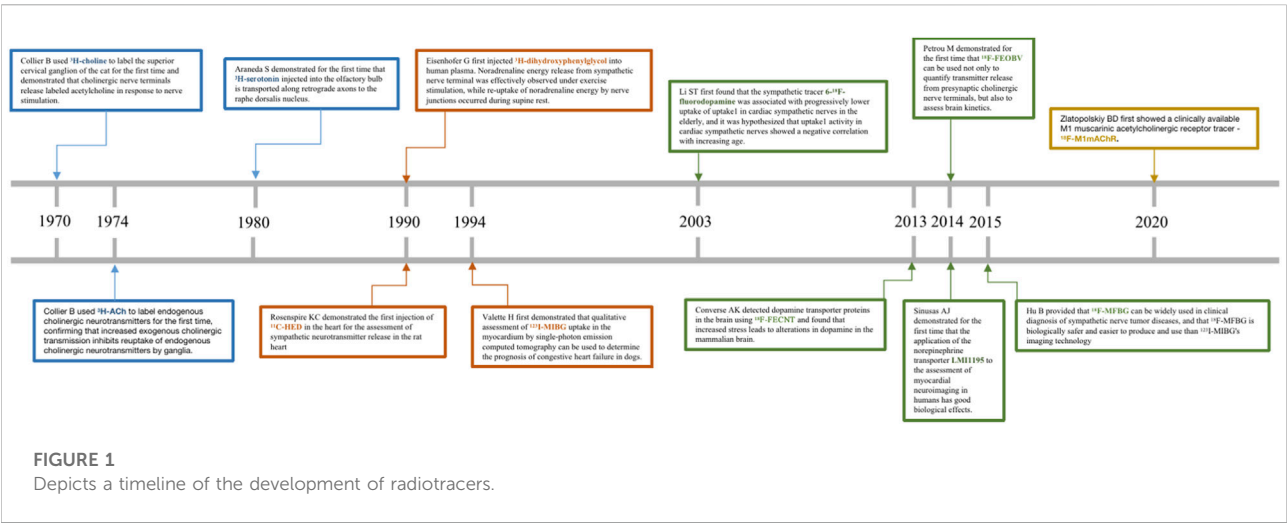 Collier B used ³H-choline to label the superior
cervical ganglion of the cat for the first time and
demonstrated that cholinergic nerve terminals
release labeled acetylcholine in response to nerve
stimulation.
Araneda S demonstrated for the first time that
³H-serotonin injected into the olfactory bulb
is transported along retrograde axons to the
raphe dorsalis nucleus.
Eisenhofer G first injected ³H-dihydroxyphenylglycol into
human plasma. Noradrenaline energy release from sympathetic
nerve terminal was effectively observed under exercise
stimulation, while re-uptake of noradrenaline energy by nerve
junctions occurred during supine rest.
Li ST first found that the sympathetic tracer 6-¹⁸F-
fluorodopamine was associated with progressively lower
uptake of uptake1 in cardiac sympathetic nerves in the
elderly, and it was hypothesized that uptake1 activity in
cardiac sympathetic nerves showed a negative correlation
with increasing age.
Petrou M demonstrated for
the first time that ¹⁸F-FEOBV
can be used not only to
quantify transmitter release
from presynaptic cholinergic
nerve terminals, but also to
assess brain kinetics.
Zlatopolskiy BD first showed a clinically available
M1 muscarinic acetylcholinergic receptor tracer -
¹⁸F-M1mAChR.
1970 1974 1980 1990 1994 2003 2013 2014 2015 2020
Collier B used ³H-ACh to label endogenous
cholinergic neurotransmitters for the first time,
confirming that increased exogenous cholinergic
transmission inhibits reuptake of endogenous
cholinergic neurotransmitters by ganglia.
Rosenspire KC demonstrated the first injection of
¹¹C-HED in the heart for the assessment of
sympathetic neurotransmitter release in the rat
heart
Valette H first demonstrated that qualitative
assessment of ¹²³I-MIBG uptake in the
myocardium by single-photon emission
computed tomography can be used to determine
the prognosis of congestive heart failure in dogs.
Converse AK detected dopamine transporter proteins
in the brain using ¹⁸F-FECNT and found that
increased stress leads to alterations in dopamine in the
mammalian brain.
Sinusas AJ
demonstrated for the
first time that the
application of the
norepinephrine
transporter LMI1195 to
the assessment of
myocardial
neuroimaging in
humans has good
biological effects.
Hu B provided that ¹⁸F-MFBG can be widely used in clinical
diagnosis of sympathetic nerve tumor diseases, and that ¹⁸F-MFBG is
biologically safer and easier to produce and use than ¹²³I-MIBG's
imaging technology
FIGURE 1
Depicts a timeline of the development of radiotracers.